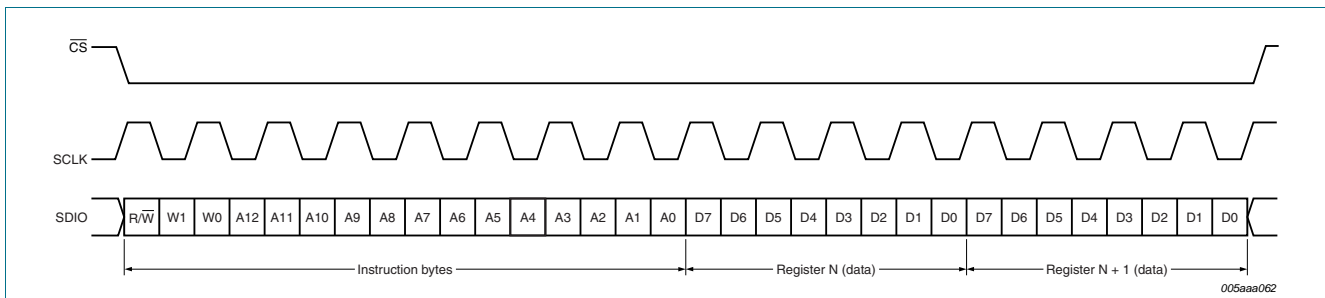 CS
SCLK
SDIO R/W W1 W0 A12 A11 A10 A9 A8 A7 A6 A5 A4 A3 A2 A1 A0 D7 D6 D5 D4 D3 D2 D1 D0 D7 D6 D5 D4 D3 D2 D1 D0
Instruction bytes Register N (data) Register N + 1 (data)
005aaa062